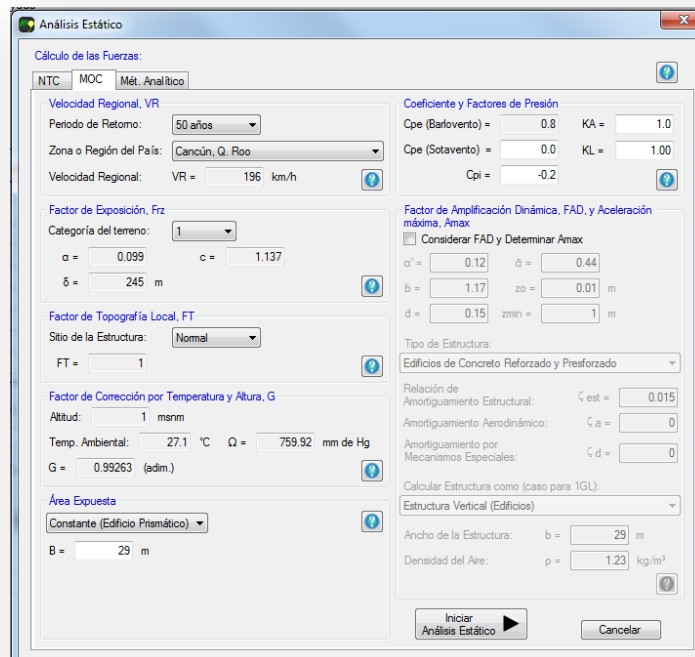 Análisis Estático
Cálculo de las Fuerzas:
NTC MOC Mét. Analítico
Velocidad Regional, VR
Periodo de Retorno: 50 años
Zona o Región del País: Cancún, Q. Roo
Velocidad Regional: VR = 196 km/h
Factor de Exposición, Frz
Categoría del terreno: 1
α = 0.099 c = 1.137
δ = 245 m
Factor de Topografía Local, FT
Sitio de la Estructura: Normal
FT = 1
Factor de Corrección por Temperatura y Altura, G
Altitud: 1 msnm
Temp. Ambiental: 27.1 °C Ω = 759.92 mm de Hg
G = 0.99263 (adim.)
Área Expuesta
Constante (Edificio Prismático)
B = 29 m
Coeficiente y Factores de Presión
Cpe (Barlovento) = 0.8 KA = 1.0
Cpe (Sotavento) = 0.0 KL = 1.00
Cpi = -0.2
Factor de Amplificación Dinámica, FAD, y Aceleración
máxima, Amax
Considerar FAD y Determinar Amax
α' = 0.12 ᾱ = 0.44
b̄ = 1.17 zo = 0.01 m
d = 0.15 zmin = 1 m
Tipo de Estructura:
Edificios de Concreto Reforzado y Presforzado
Relación de
Amortiguamiento Estructural: ζ est = 0.015
Amortiguamiento Aerodinámico: ζ a = 0
Amortiguamiento por
Mecanismos Especiales: ζ d = 0
Calcular Estructura como (caso para 1GL):
Estructura Vertical (Edificios)
Ancho de la Estructura: b = 29 m
Densidad del Aire: ρ = 1.23 kg/m³
Iniciar
Análisis Estático
Cancelar